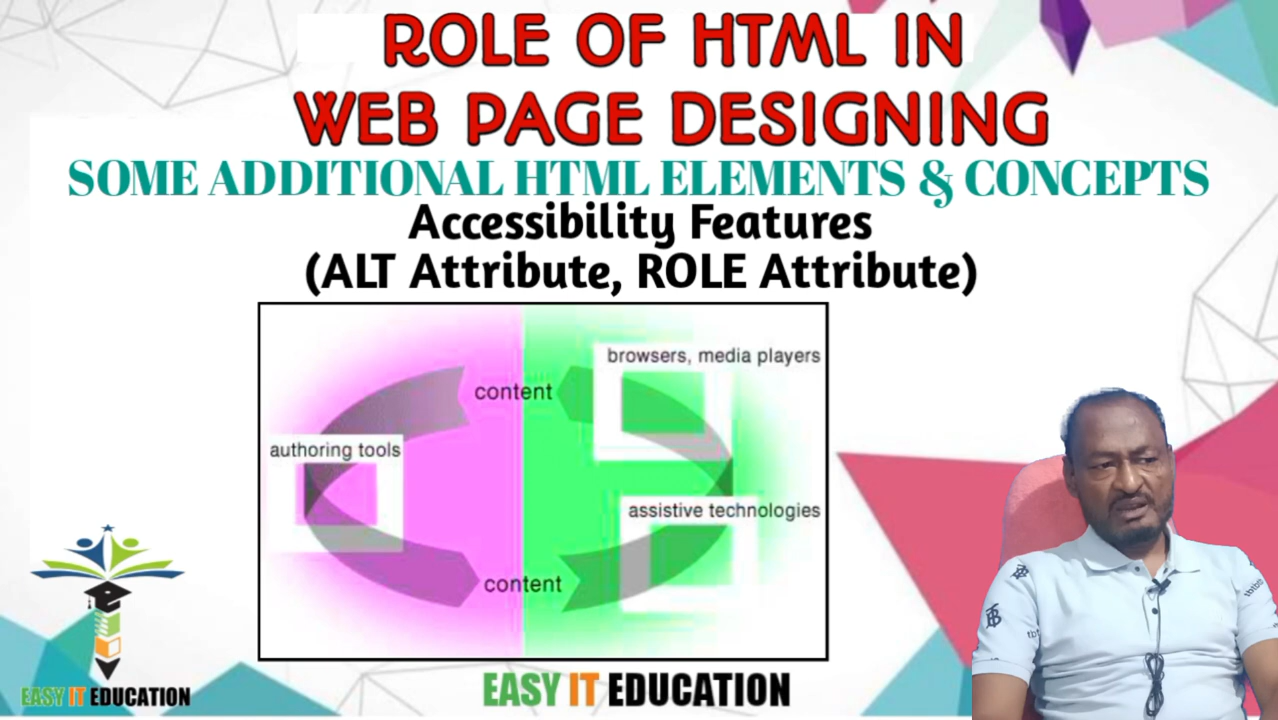 ROLE OF HTML IN
WEB PAGE DESIGNING
SOME ADDITIONAL HTML ELEMENTS & CONCEPTS
Accessibility Features
(ALT Attribute, ROLE Attribute)
browsers, media players
content
authoring tools
assistive technologies
content
EASY IT EDUCATION
EASY IT EDUCATION